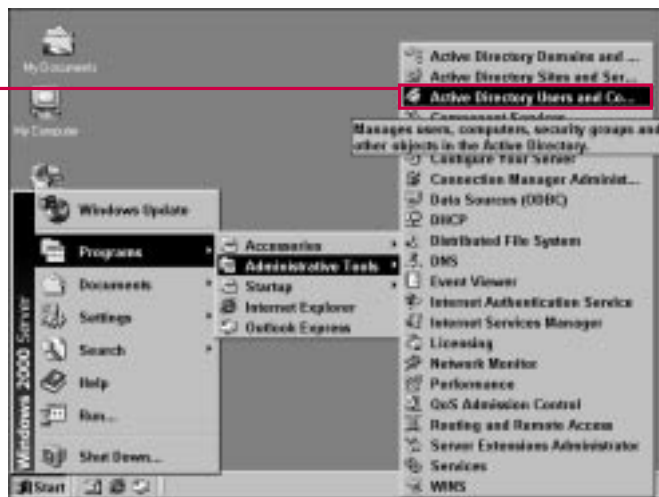 My Documents
My Computer
Windows Update
Programs
Documents
Settings
Search
Help
Run...
Shut Down...
Windows 2000 Server
Start
Accessories
Administrative Tools
Startup
Internet Explorer
Outlook Express
Active Directory Domains and ...
Active Directory Sites and Ser...
Active Directory Users and Co...
Component Services
Manages users, computers, security groups and
other objects in the Active Directory.
Configure Your Server
Connection Manager Administ...
Data Sources (ODBC)
DHCP
Distributed File System
DNS
Event Viewer
Internet Authentication Service
Internet Services Manager
Licensing
Network Monitor
Performance
QoS Admission Control
Routing and Remote Access
Server Extensions Administrator
Services
WINS